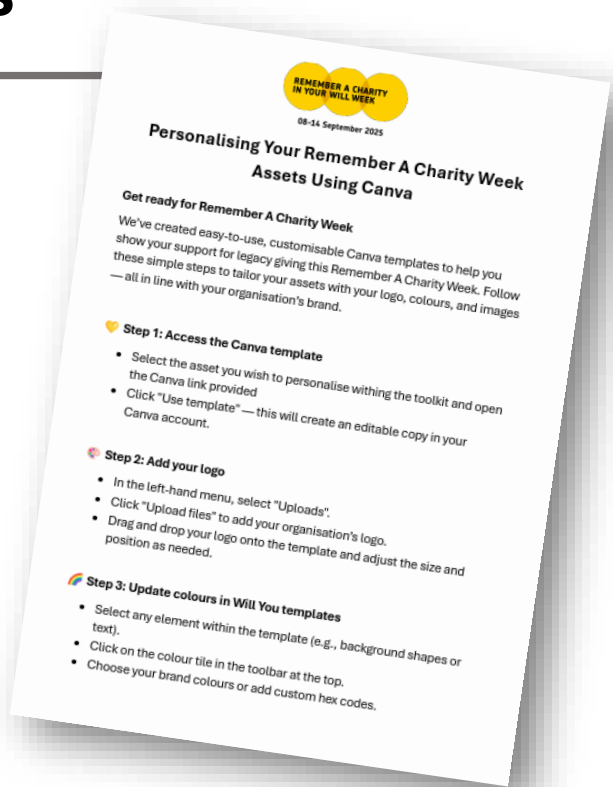 s
REMEMBER A CHARITY
IN YOUR WILL WEEK
08-14 September 2025
Personalising Your Remember A Charity Week
Assets Using Canva
Get ready for Remember A Charity Week
We've created easy-to-use, customisable Canva templates to help you
show your support for legacy giving this Remember A Charity Week. Follow
these simple steps to tailor your assets with your logo, colours, and images
— all in line with your organisation's brand.
💛 Step 1: Access the Canva template
• Select the asset you wish to personalise withing the toolkit and open
the Canva link provided
• Click "Use template" — this will create an editable copy in your
Canva account.
Step 2: Add your logo
• In the left-hand menu, select "Uploads".
• Click "Upload files" to add your organisation's logo.
• Drag and drop your logo onto the template and adjust the size and
position as needed.
🌈 Step 3: Update colours in Will You templates
• Select any element within the template (e.g., background shapes or
text).
• Click on the colour tile in the toolbar at the top.
• Choose your brand colours or add custom hex codes.